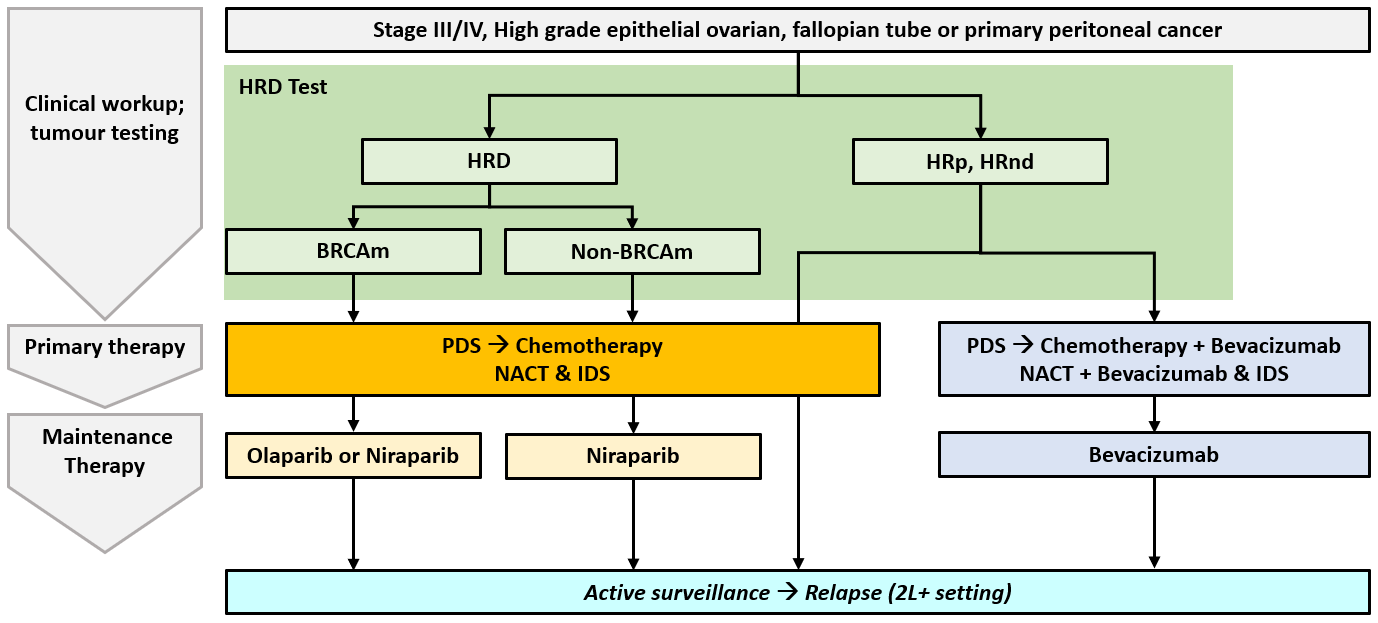 Stage III/IV, High grade epithelial ovarian, fallopian tube or primary peritoneal cancer
Clinical workup;
tumour testing
HRD Test
HRD
HRp, HRnd
BRCAm
Non-BRCAm
Primary therapy
PDS → Chemotherapy
NACT & IDS
PDS → Chemotherapy + Bevacizumab
NACT + Bevacizumab & IDS
Maintenance
Therapy
Olaparib or Niraparib
Niraparib
Bevacizumab
Active surveillance → Relapse (2L+ setting)